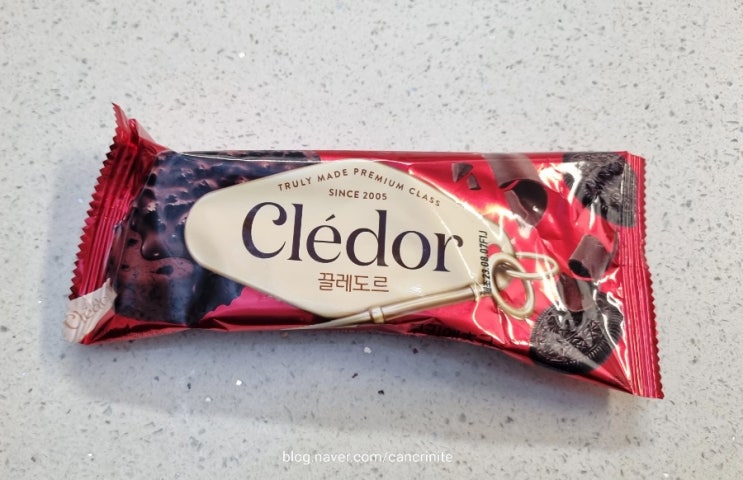 TRULY MADE PREMIUM CLASS
SINCE 2005
Clédor
끌레도르
blog.naver.com/cancrinite